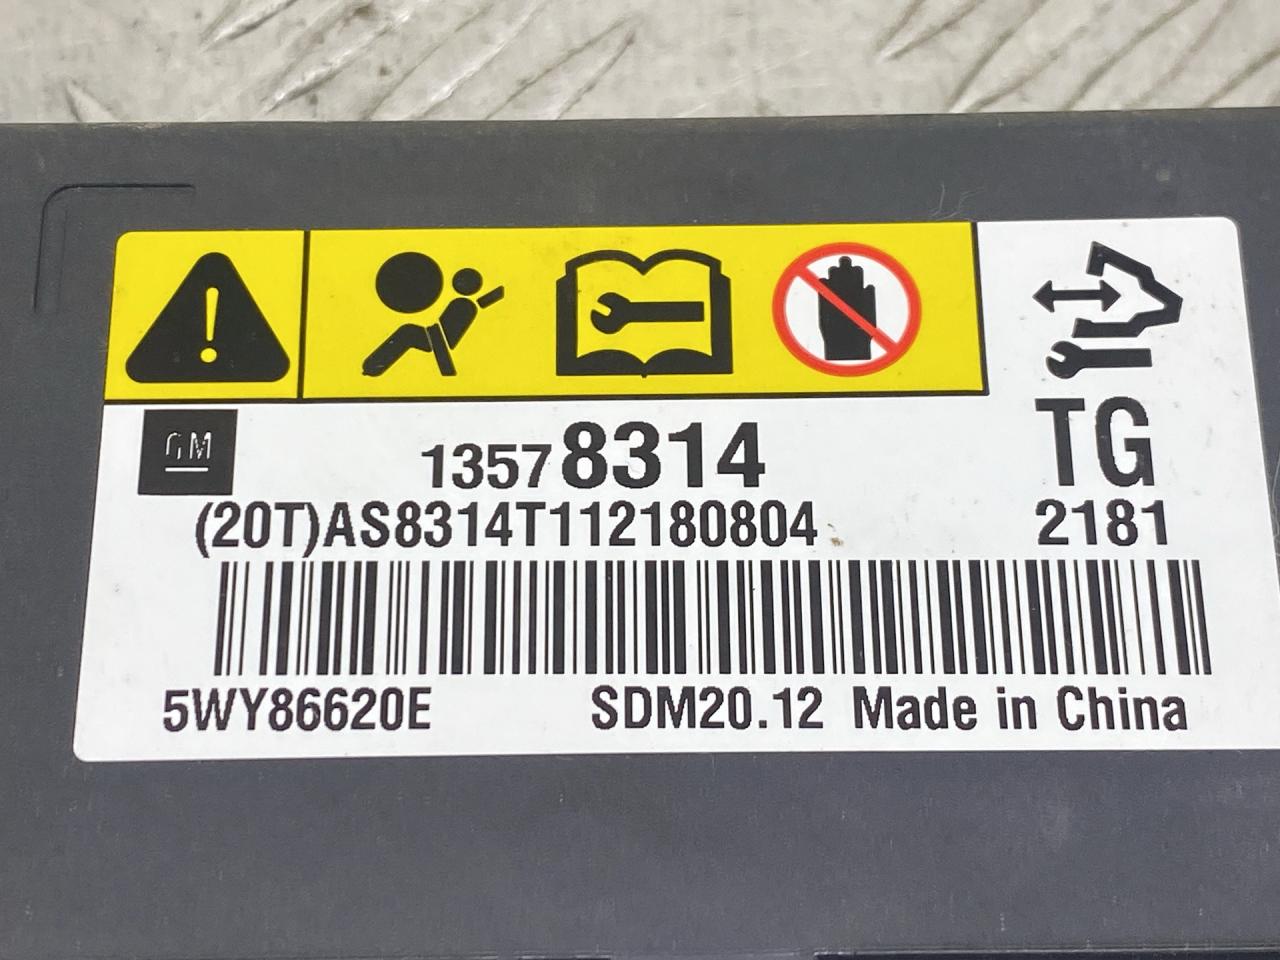 GM
13578314
TG
(20T)AS8314T112180804
2181
5WY86620E
SDM20.12 Made in China